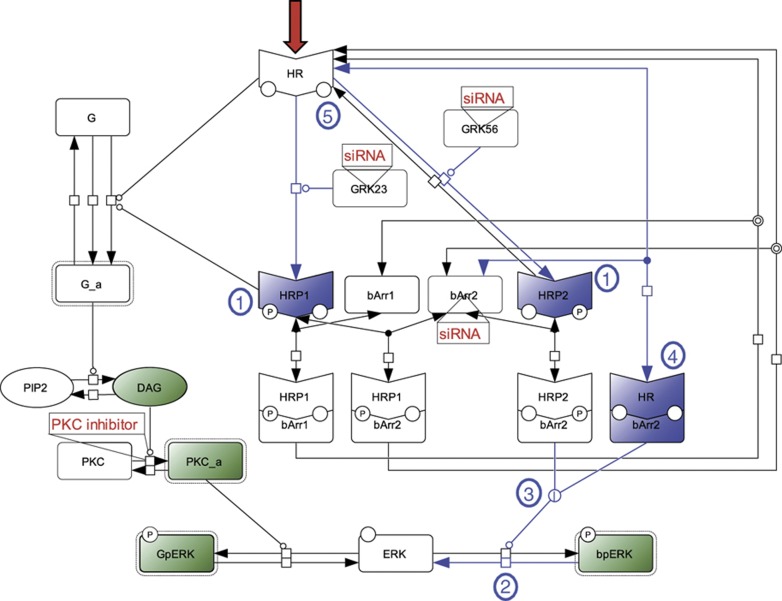 HR
5
siRNA
GRK56
siRNA
GRK23
G
G_a
1
HRP1
P
bArr1
bArr2
siRNA
HRP2
P
1
PIP2
DAG
PKC inhibitor
PKC
PKC_a
HRP1
P
bArr1
HRP1
P
bArr2
HRP2
P
bArr2
4
HR
bArr2
3
P
GpERK
ERK
P
bpERK
2